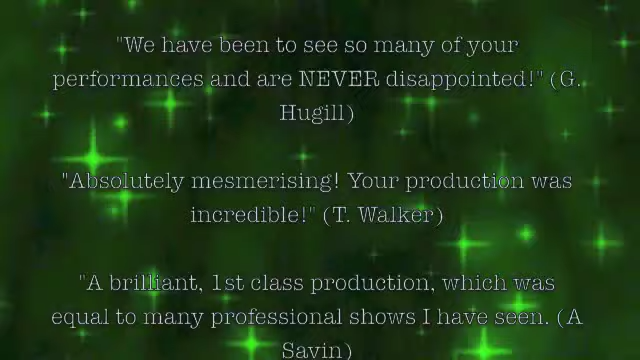 "We have been to see so many of your
performances and are NEVER disappointed!" (G.
Hugill)
"Absolutely mesmerising! Your production was
incredible!" (T. Walker)
"A brilliant, 1st class production, which was
equal to many professional shows I have seen. (A
Savin)